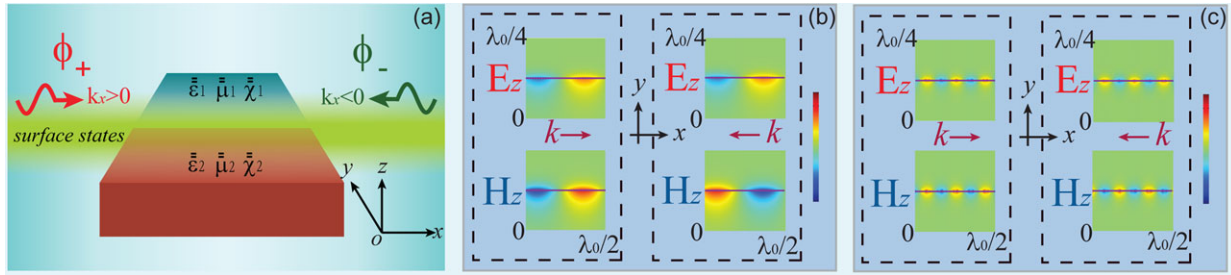 (a)
ϕ₊
ϕ₋
kx>0
kx<0
ε̿₁ μ̿₁ χ̿₁
surface states
ε̿₂ μ̿₂ χ̿₂
y
z
o
x
(b)
λ₀/4
Ez
0
k
Hz
0
λ₀/2
y
x
λ₀/4
Ez
0
k
Hz
0
λ₀/2
(c)
λ₀/4
Ez
0
k
Hz
0
λ₀/2
y
x
λ₀/4
Ez
0
k
Hz
0
λ₀/2